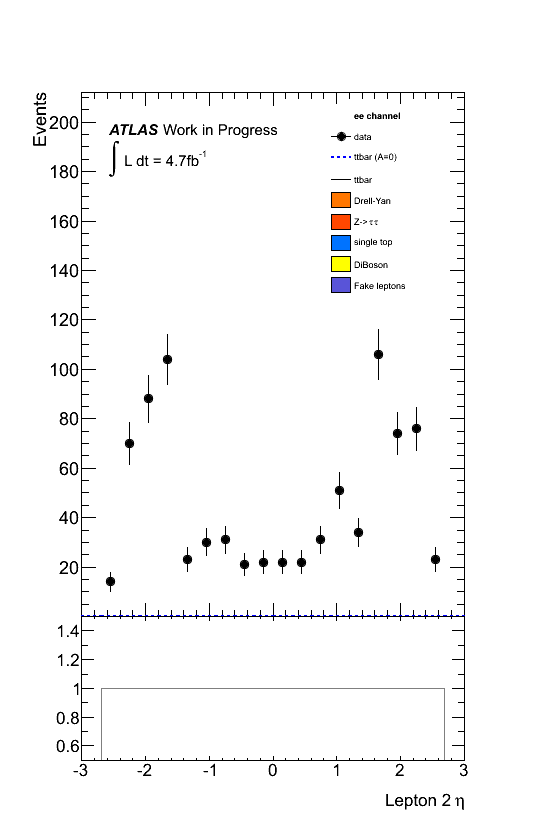 Events
ATLAS Work in Progress
∫ L dt = 4.7fb⁻¹
ee channel
data
ttbar (A=0)
ttbar
Drell-Yan
Z->ττ
single top
DiBoson
Fake leptons
200
180
160
140
120
100
80
60
40
20
1.4
1.2
1
0.8
0.6
-3 -2 -1 0 1 2 3
Lepton 2 η